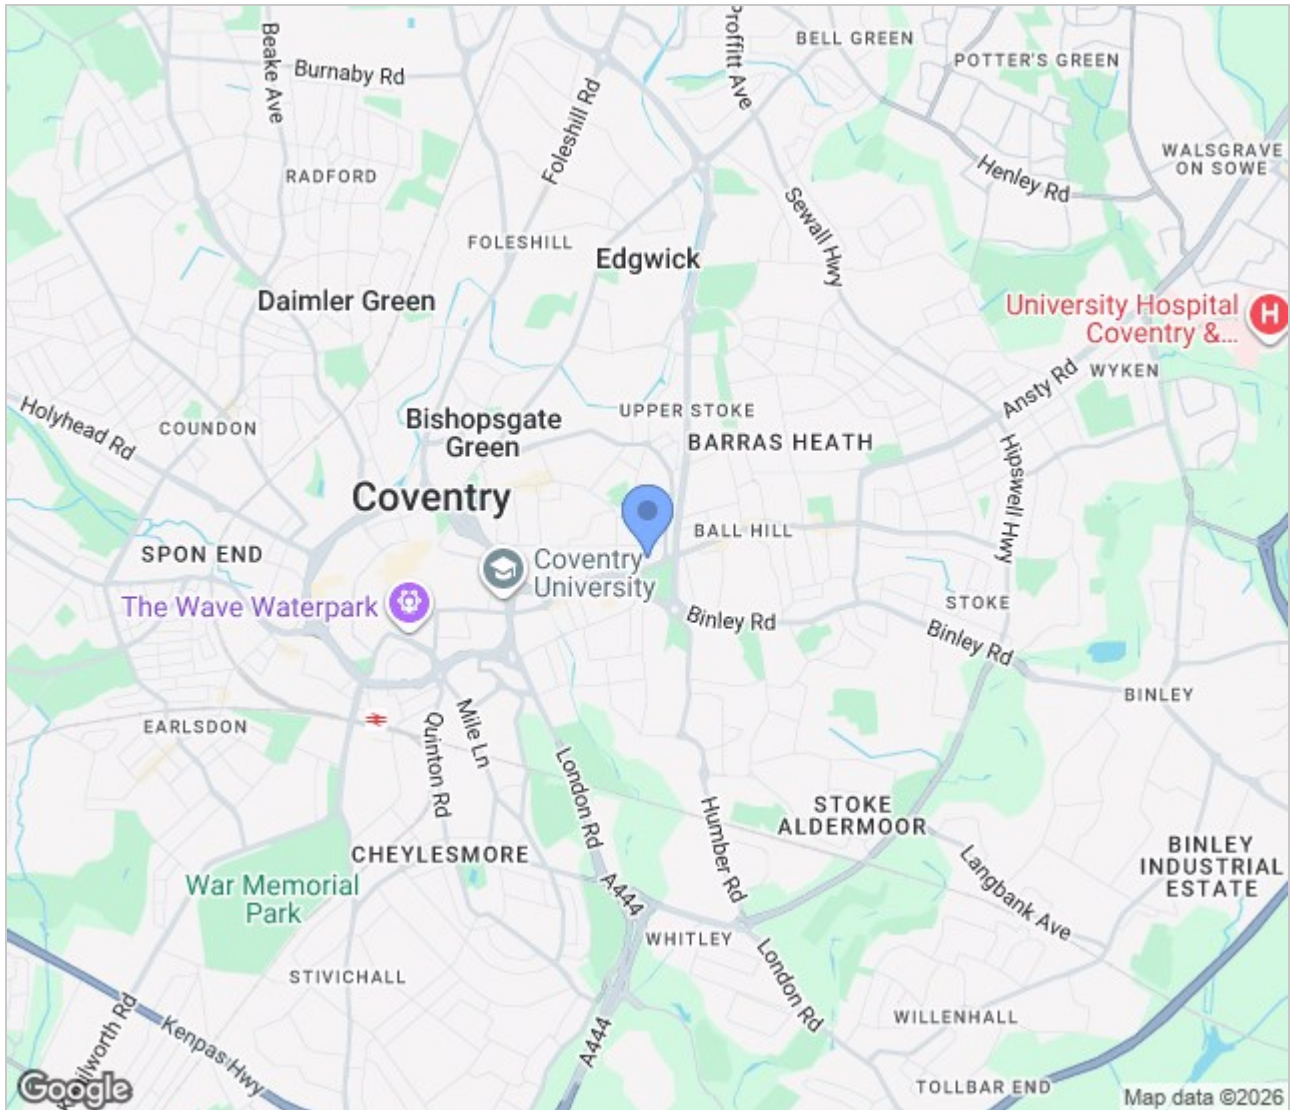 Beake Ave
Burnaby Rd
Foleshill Rd
Proffitt Ave
BELL GREEN
POTTER'S GREEN
WALSGRAVE
ON SOWE
Henley Rd
RADFORD
Sewall Hwy
FOLESHILL
Edgwick
Daimler Green
University Hospital
Coventry &...
H
WYKEN
Ansty Rd
Holyhead Rd
COUNDON
Bishopsgate
Green
UPPER STOKE
BARRAS HEATH
Hipswell Hwy
Coventry
BALL HILL
SPON END
Coventry
University
The Wave Waterpark
STOKE
Binley Rd
Binley Rd
BINLEY
EARLSDON
Quinton Rd
Mile Ln
London Rd
Humber Rd
STOKE
ALDERMOOR
CHEYLESMORE
Langbank Ave
BINLEY
INDUSTRIAL
ESTATE
War Memorial
Park
A444
WHITLEY
London Rd
STIVICHALL
WILLENHALL
Kenpas Hwy
A444
TOLLBAR END
Google
Map data ©2026